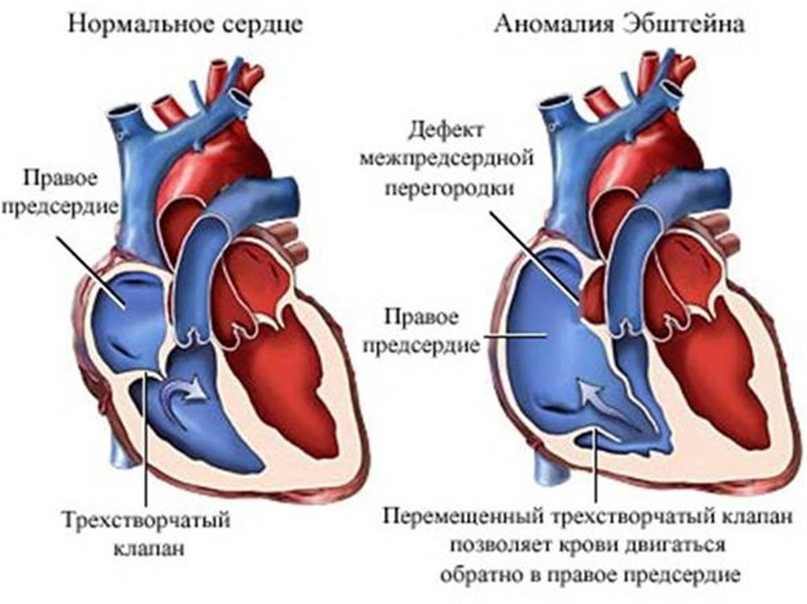 Нормальное сердце
Аномалия Эбштейна
Правое
предсердие
Трехстворчатый
клапан
Дефект
межпредсердной
перегородки
Правое
предсердие
Перемещенный трехстворчатый клапан
позволяет крови двигаться
обратно в правое предсердие